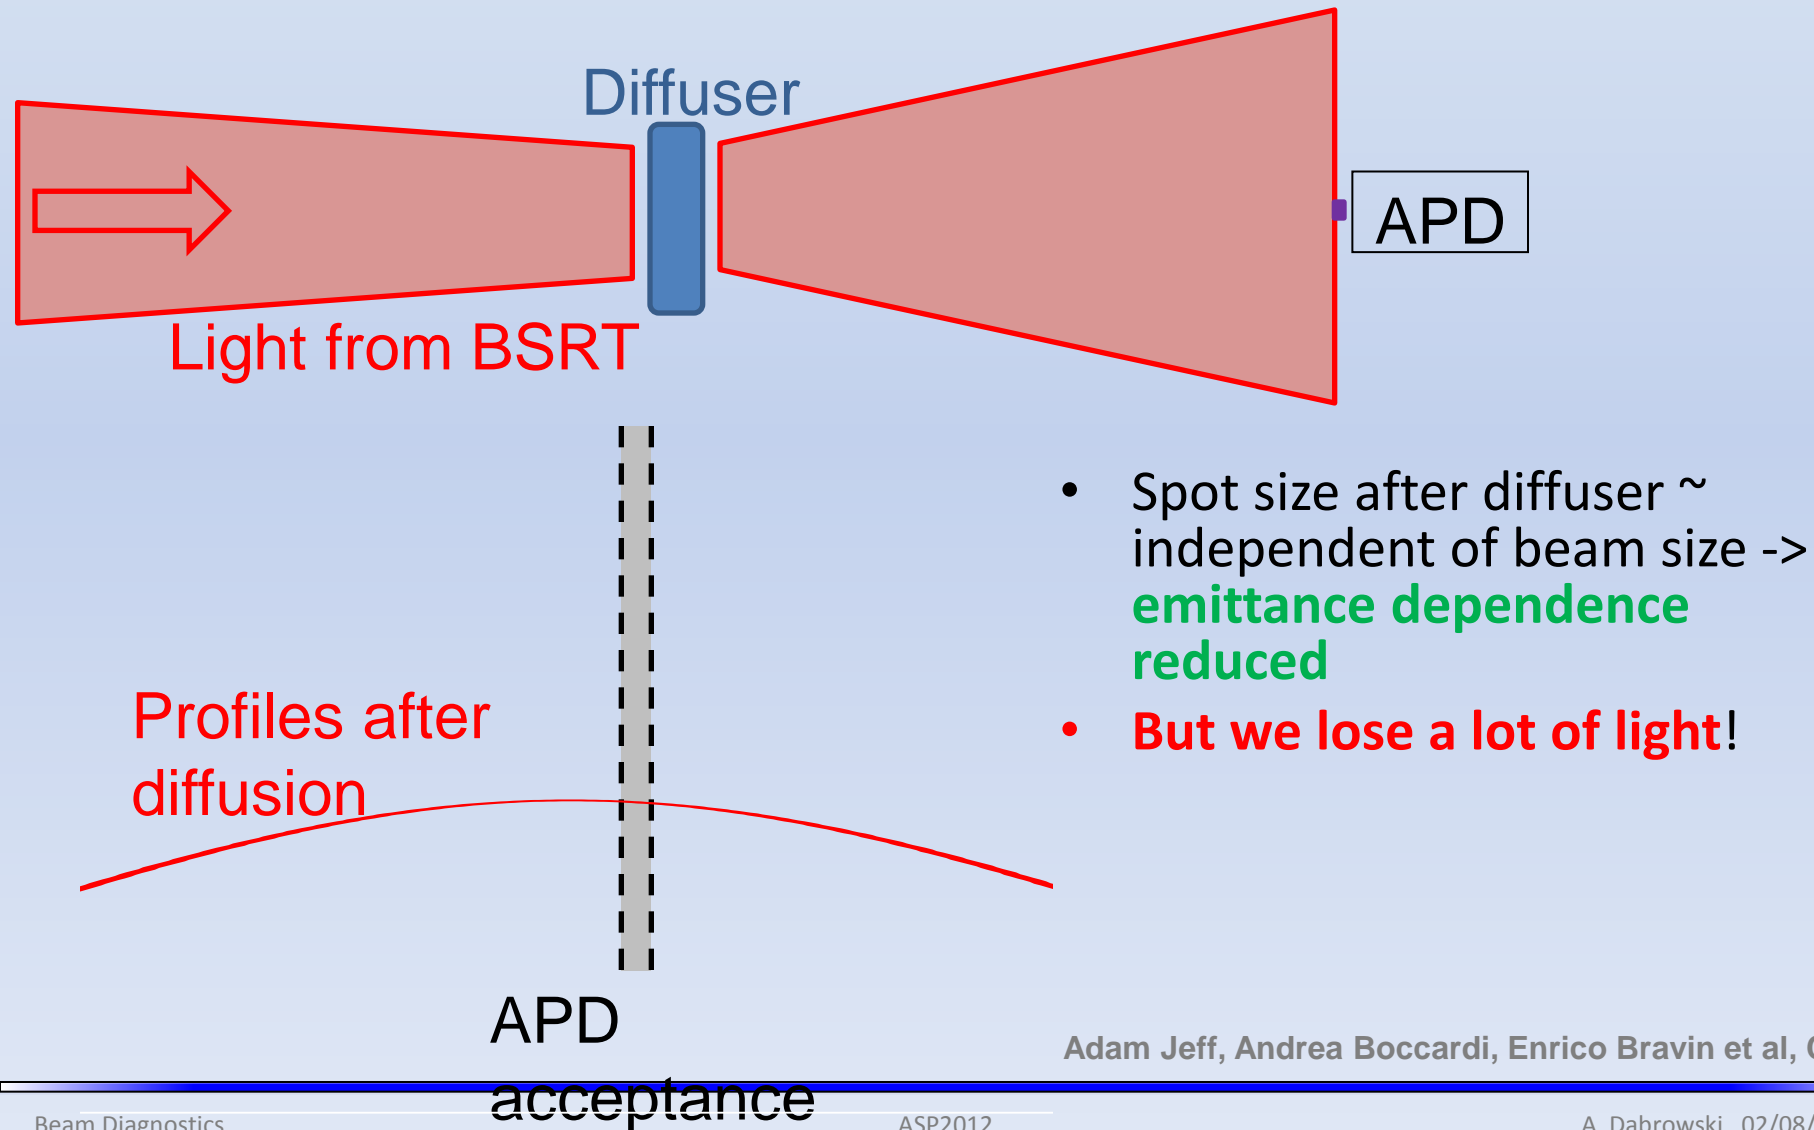 Diffuser
APD
Light from BSRT
• Spot size after diffuser ~
independent of beam size ->
emittance dependence
reduced
• But we lose a lot of light!
Profiles after
diffusion
APD
acceptance
Adam Jeff, Andrea Boccardi, Enrico Bravin et al,
Beam Diagnostics
ASP2012
A. Dabrowski, 02/08/